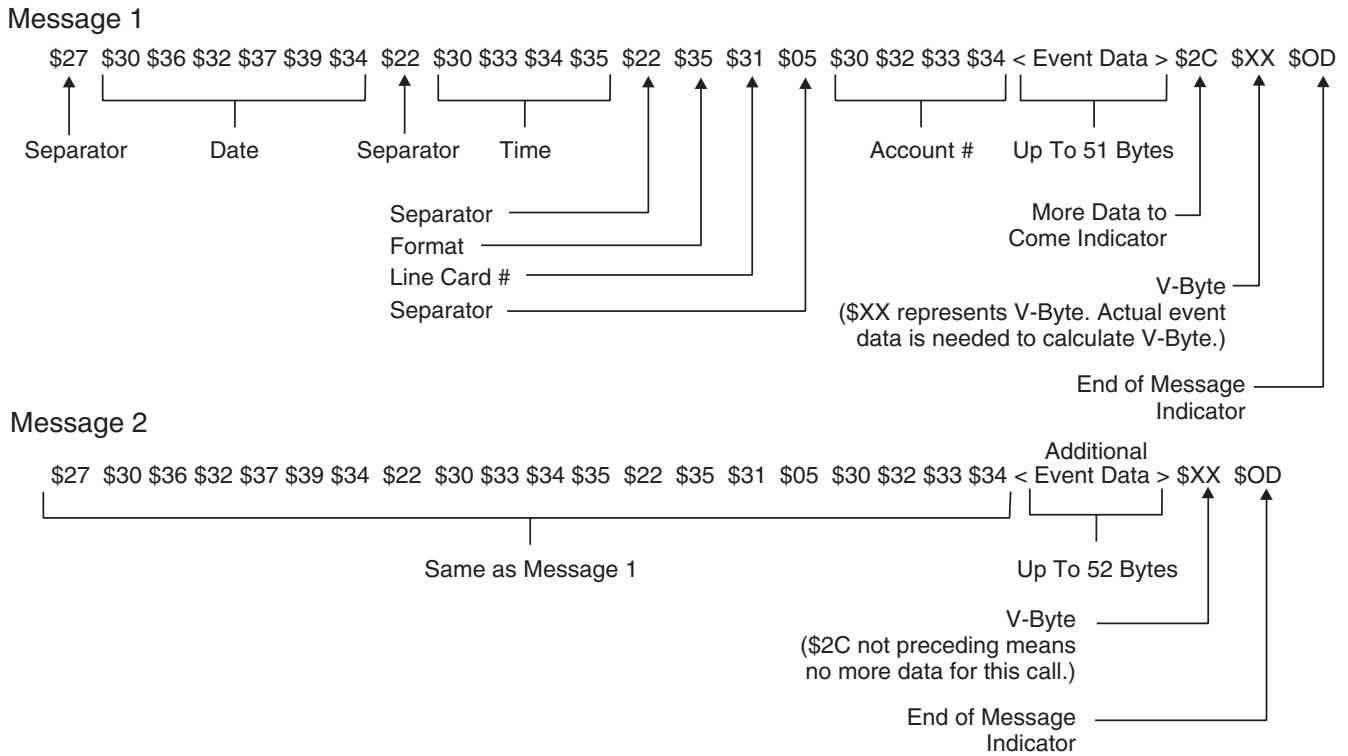 Message 1
$27 $30 $36 $32 $37 $39 $34 $22 $30 $33 $34 $35 $22 $35 $31 $05 $30 $32 $33 $34 < Event Data > $2C $XX $OD
Separator Date Separator Time Account # Up To 51 Bytes
Separator
Format
Line Card #
Separator
More Data to
Come Indicator
V-Byte
($XX represents V-Byte. Actual event
data is needed to calculate V-Byte.)
End of Message
Indicator
Message 2
Additional
$27 $30 $36 $32 $37 $39 $34 $22 $30 $33 $34 $35 $22 $35 $31 $05 $30 $32 $33 $34 < Event Data > $XX $OD
Same as Message 1 Up To 52 Bytes
V-Byte
($2C not preceding means
no more data for this call.)
End of Message
Indicator